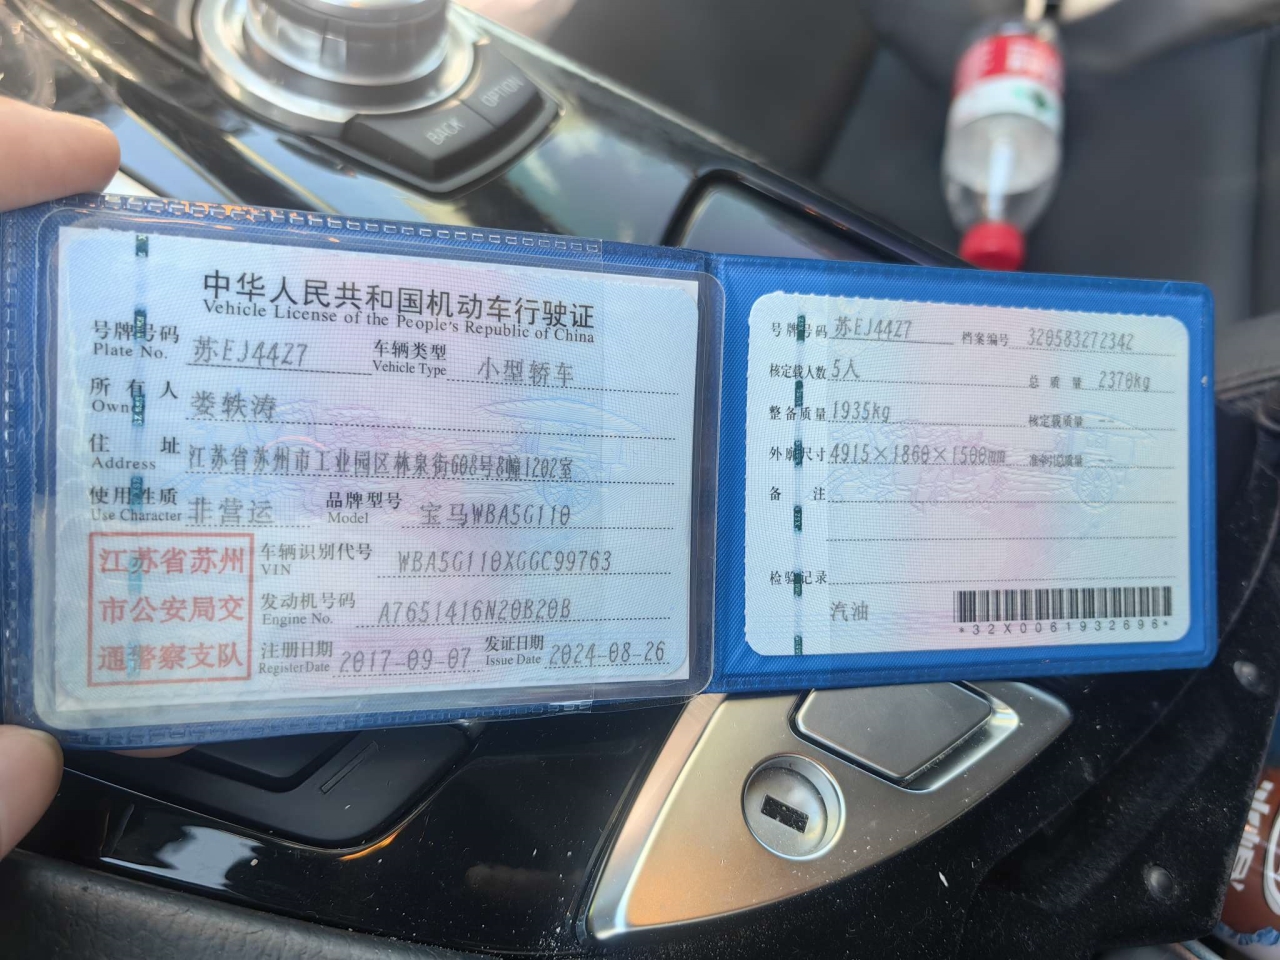 BACK
OPTION
中华人民共和国机动车行驶证
Vehicle License of the People's Republic of China
号牌号码 苏EJ44Z7 车辆类型 小型轿车
Plate No. Vehicle Type
所有人 娄轶涛
Owner
住址 江苏省苏州市工业园区林泉街608号8幢1202室
Address
使用性质 非营运 品牌型号 宝马WBA5G110
Use Character Model
江苏省苏州
市公安局交
通警察支队
车辆识别代号 WBA5G110XGGC99763
VIN
发动机号码 A7651416N20B20B
Engine No.
注册日期 2017-09-07 发证日期 2024-08-26
Register Date Issue Date
号牌号码 苏EJ44Z7 档案编号 320583272342
核定载人数 5人 总质量 2370kg
整备质量 1935kg 核定载质量 --
外廓尺寸 4915×1860×1500mm 准牵引总质量 --
备注
检验记录
汽油
*32X0061932696*